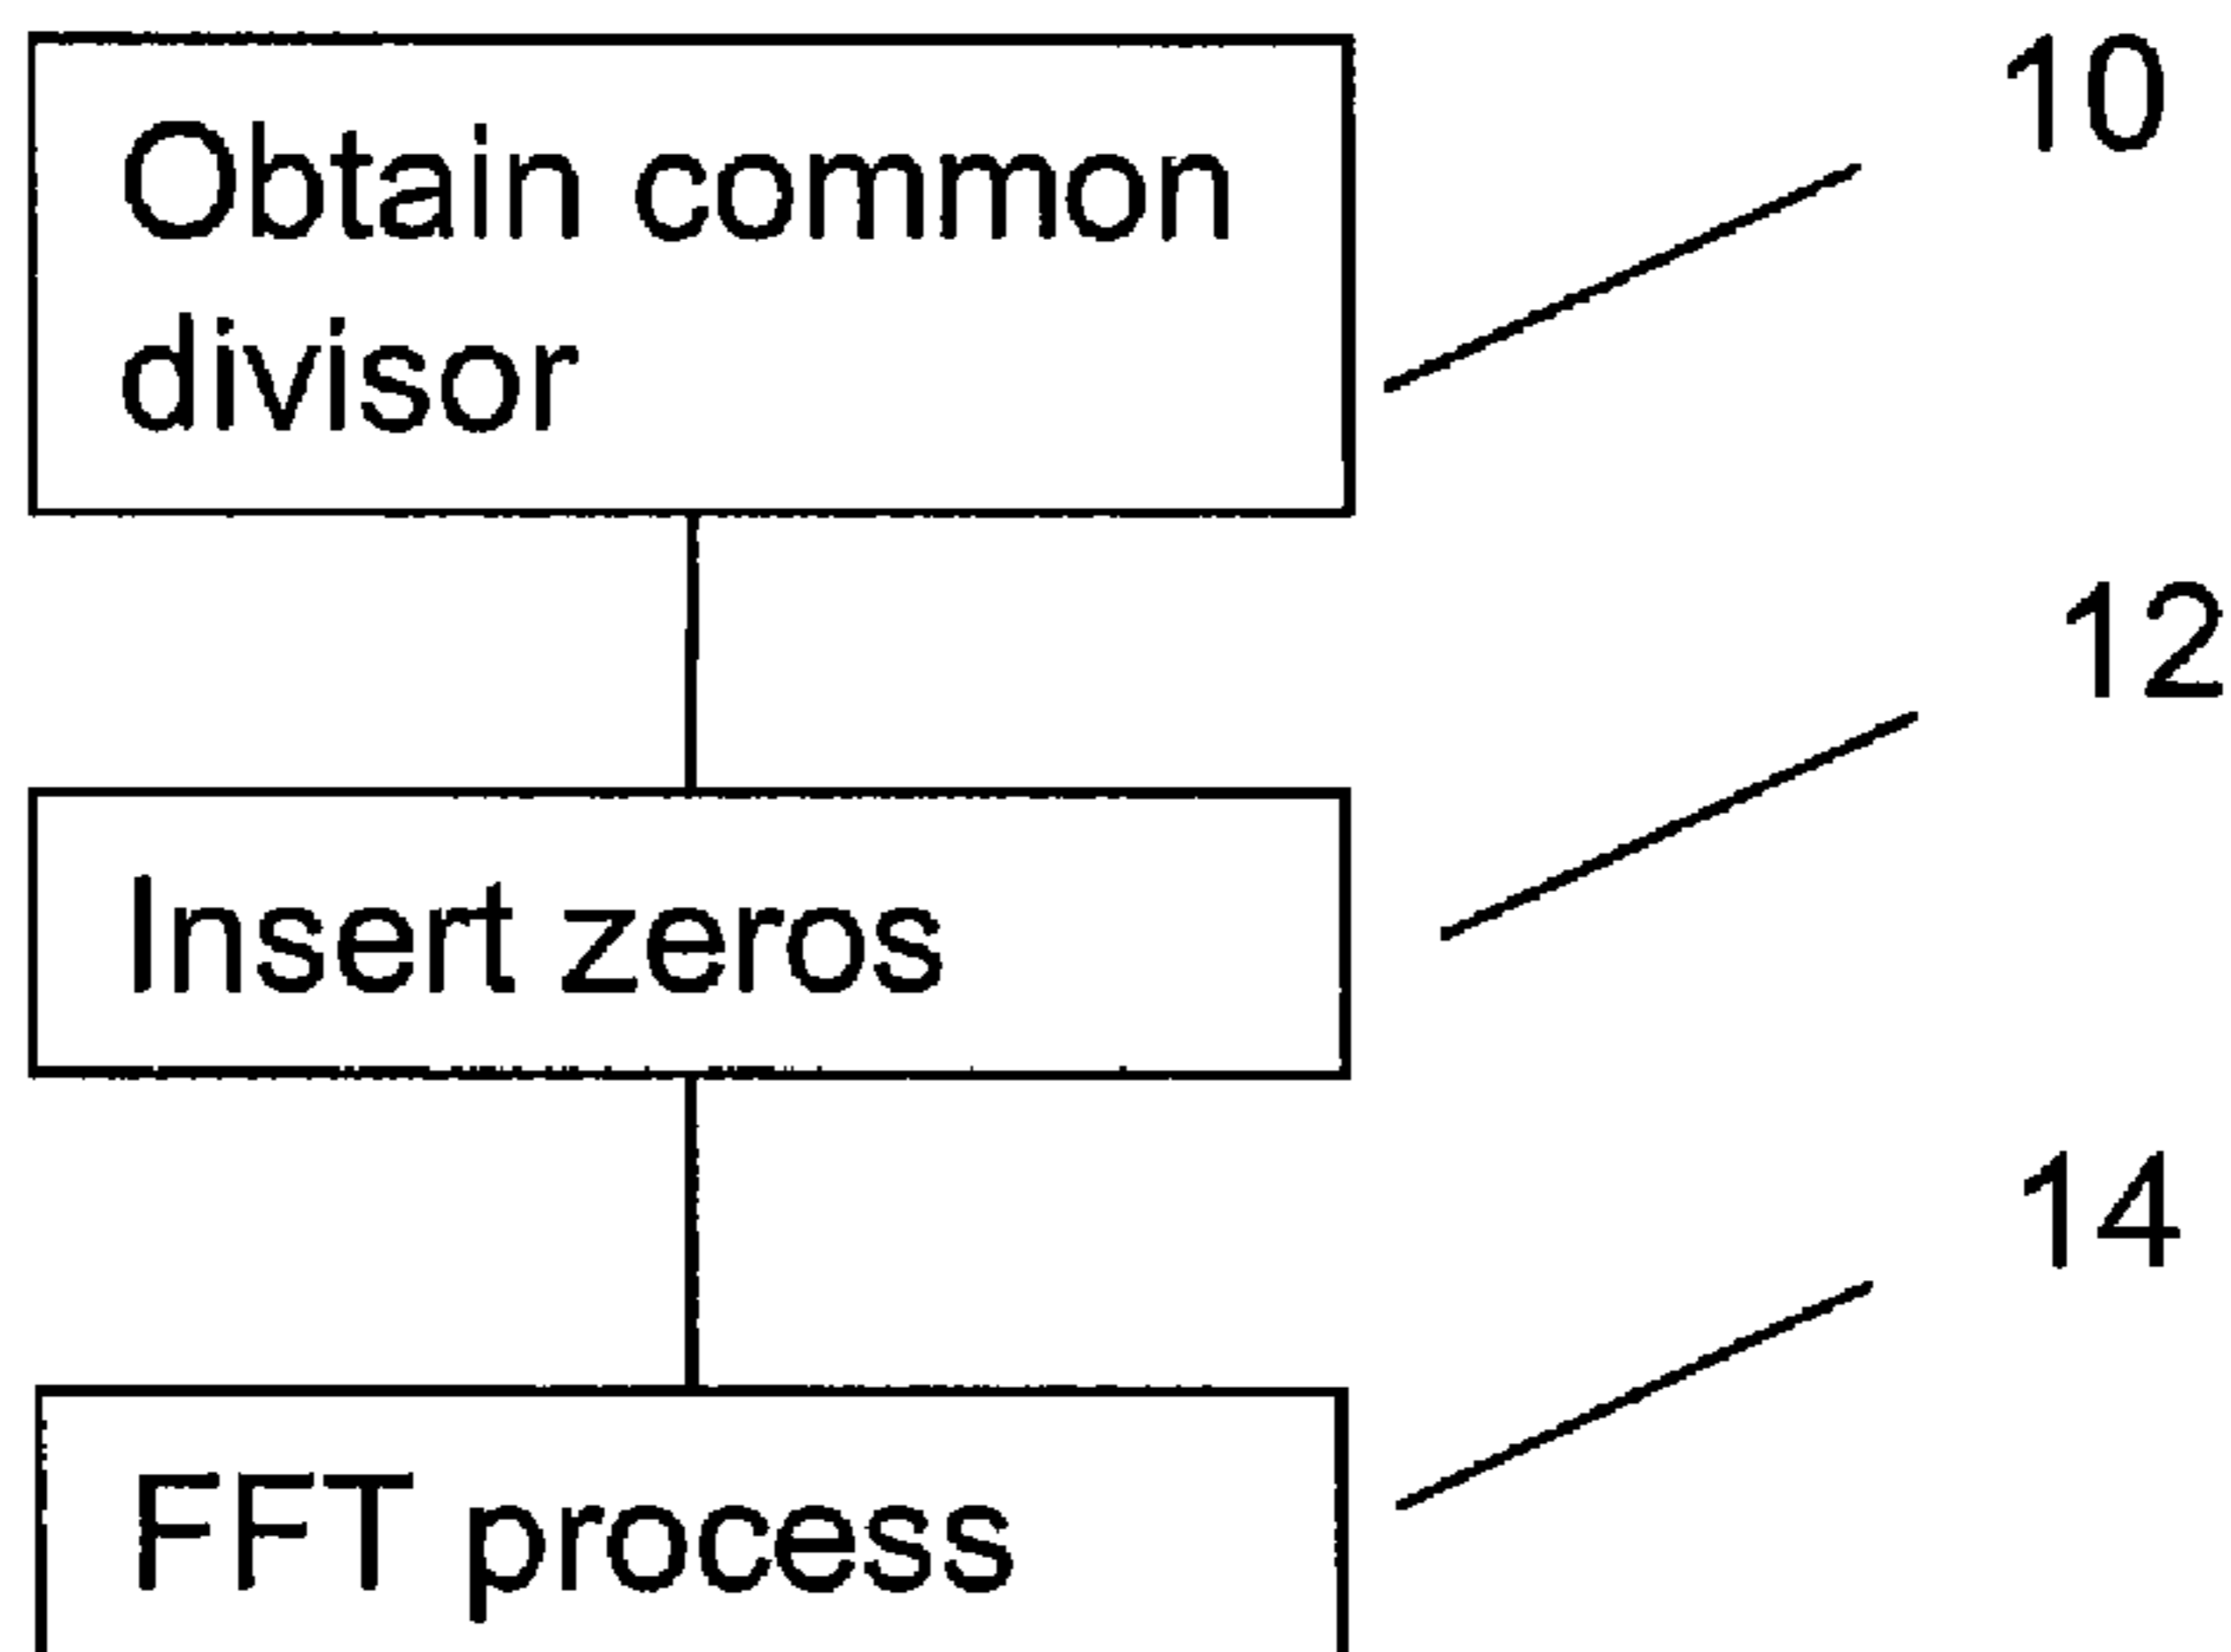 10
Obtain common
divisor
12
Insert zeros
14
FFT process